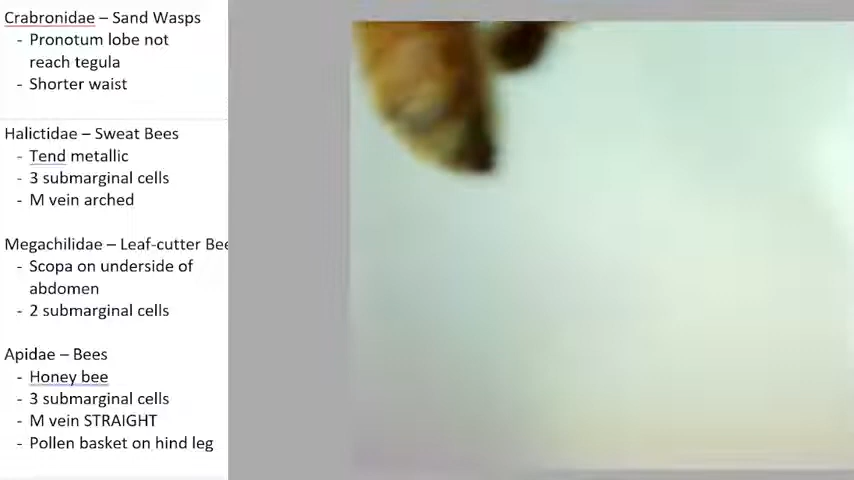 Crabronidae – Sand Wasps
- Pronotum lobe not
reach tegula
- Shorter waist
Halictidae – Sweat Bees
- Tend metallic
- 3 submarginal cells
- M vein arched
Megachilidae – Leaf-cutter Bee
- Scopa on underside of
abdomen
- 2 submarginal cells
Apidae – Bees
- Honey bee
- 3 submarginal cells
- M vein STRAIGHT
- Pollen basket on hind leg